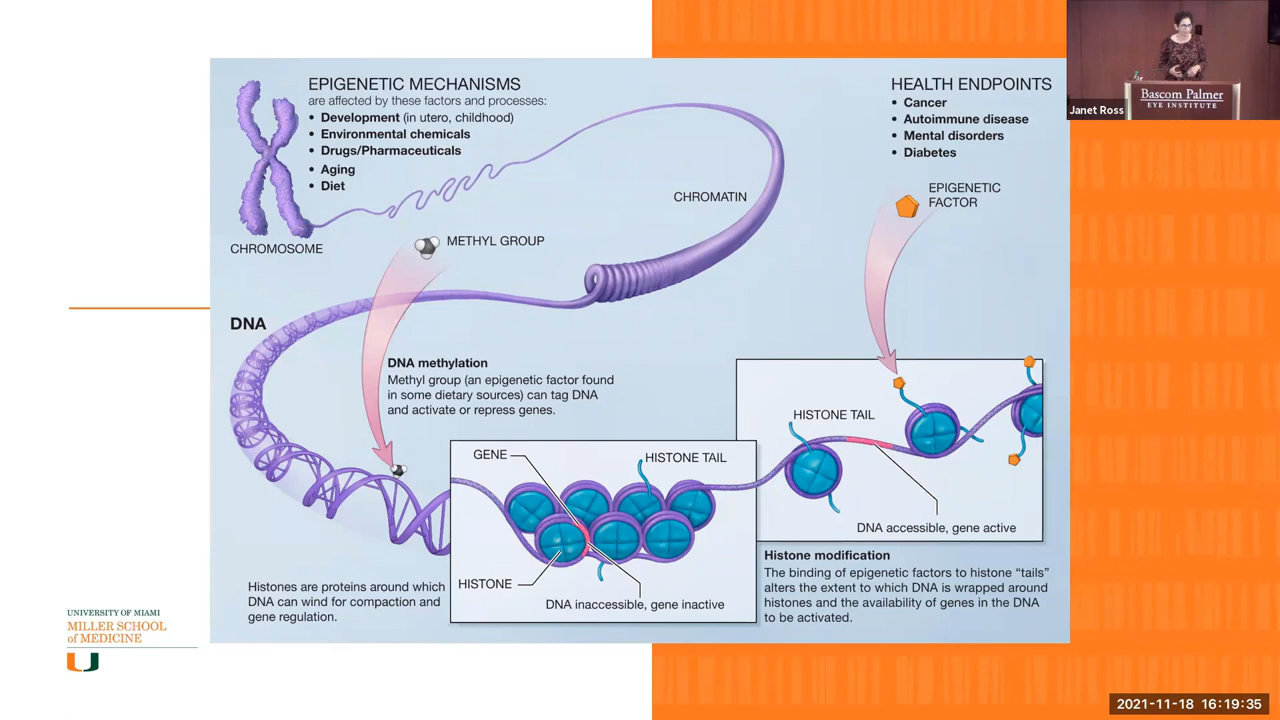 EPIGENETIC MECHANISMS
are affected by these factors and processes:
• Development (in utero, childhood)
• Environmental chemicals
• Drugs/Pharmaceuticals
• Aging
• Diet
HEALTH ENDPOINTS
• Cancer
• Autoimmune disease
• Mental disorders
• Diabetes
Bascom Palmer
EYE INSTITUTE
Janet Ross
EPIGENETIC
FACTOR
CHROMATIN
CHROMOSOME
METHYL GROUP
DNA
DNA methylation
Methyl group (an epigenetic factor found
in some dietary sources) can tag DNA
and activate or repress genes.
HISTONE TAIL
GENE
HISTONE TAIL
DNA accessible, gene active
HISTONE
DNA inaccessible, gene inactive
Histones are proteins around which
DNA can wind for compaction and
gene regulation.
Histone modification
The binding of epigenetic factors to histone “tails”
alters the extent to which DNA is wrapped around
histones and the availability of genes in the DNA
to be activated.
UNIVERSITY OF MIAMI
MILLER SCHOOL
of MEDICINE
2021-11-18 16:19:35